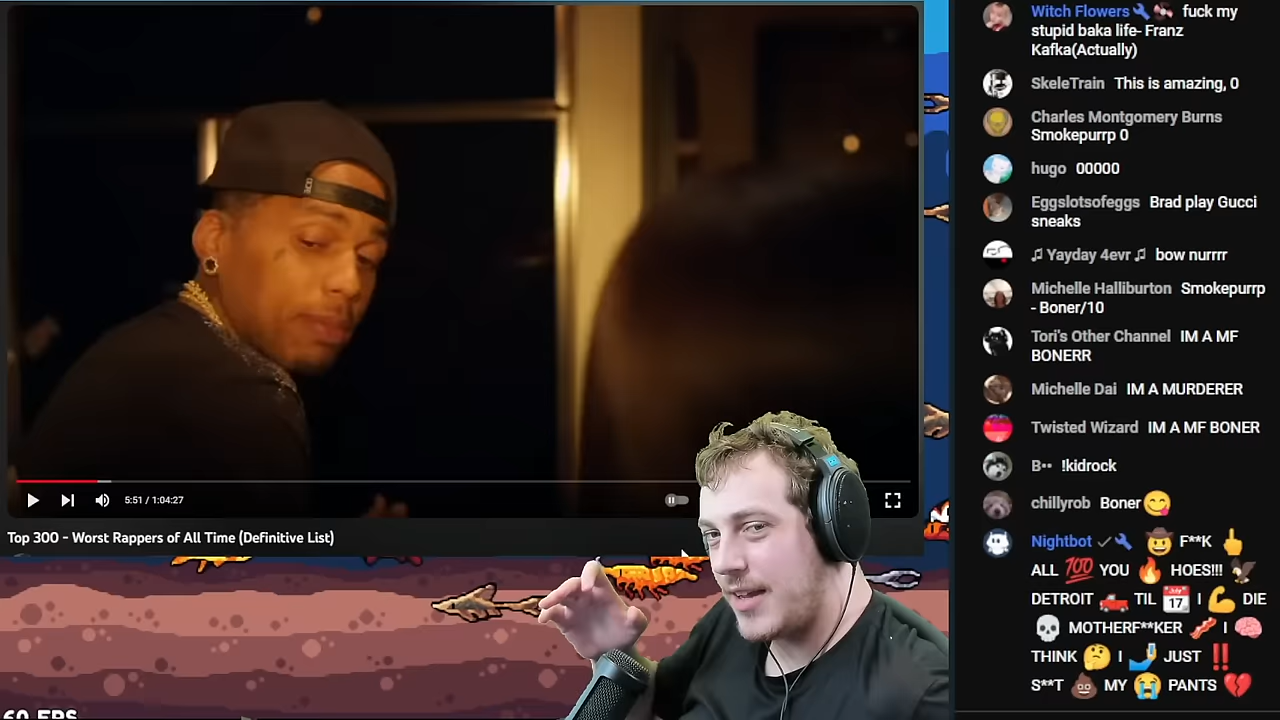 5:51 / 1:04:27
Top 300 - Worst Rappers of All Time (Definitive List)
60 FPS
Witch Flowers fuck my
stupid baka life- Franz
Kafka(Actually)
SkeleTrain This is amazing, 0
Charles Montgomery Burns
Smokepurrp 0
hugo 00000
Eggslotsofeggs Brad play Gucci
sneaks
♫ Yayday 4evr ♫ bow nurrrr
Michelle Halliburton Smokepurrp
- Boner/10
Tori's Other Channel IM A MF
BONERR
Michelle Dai IM A MURDERER
Twisted Wizard IM A MF BONER
B•• !kidrock
chillyrob Boner😋
Nightbot 🤠 F**K 🖕
ALL 💯 YOU 🔥 HOES!!! 🦅
DETROIT 🛻 TIL 📅 I 💪 DIE
💀 MOTHERF**KER 🥓 I 🧠
THINK 🤔 I 🤳 JUST ‼️
S**T 💩 MY 😭 PANTS 💔